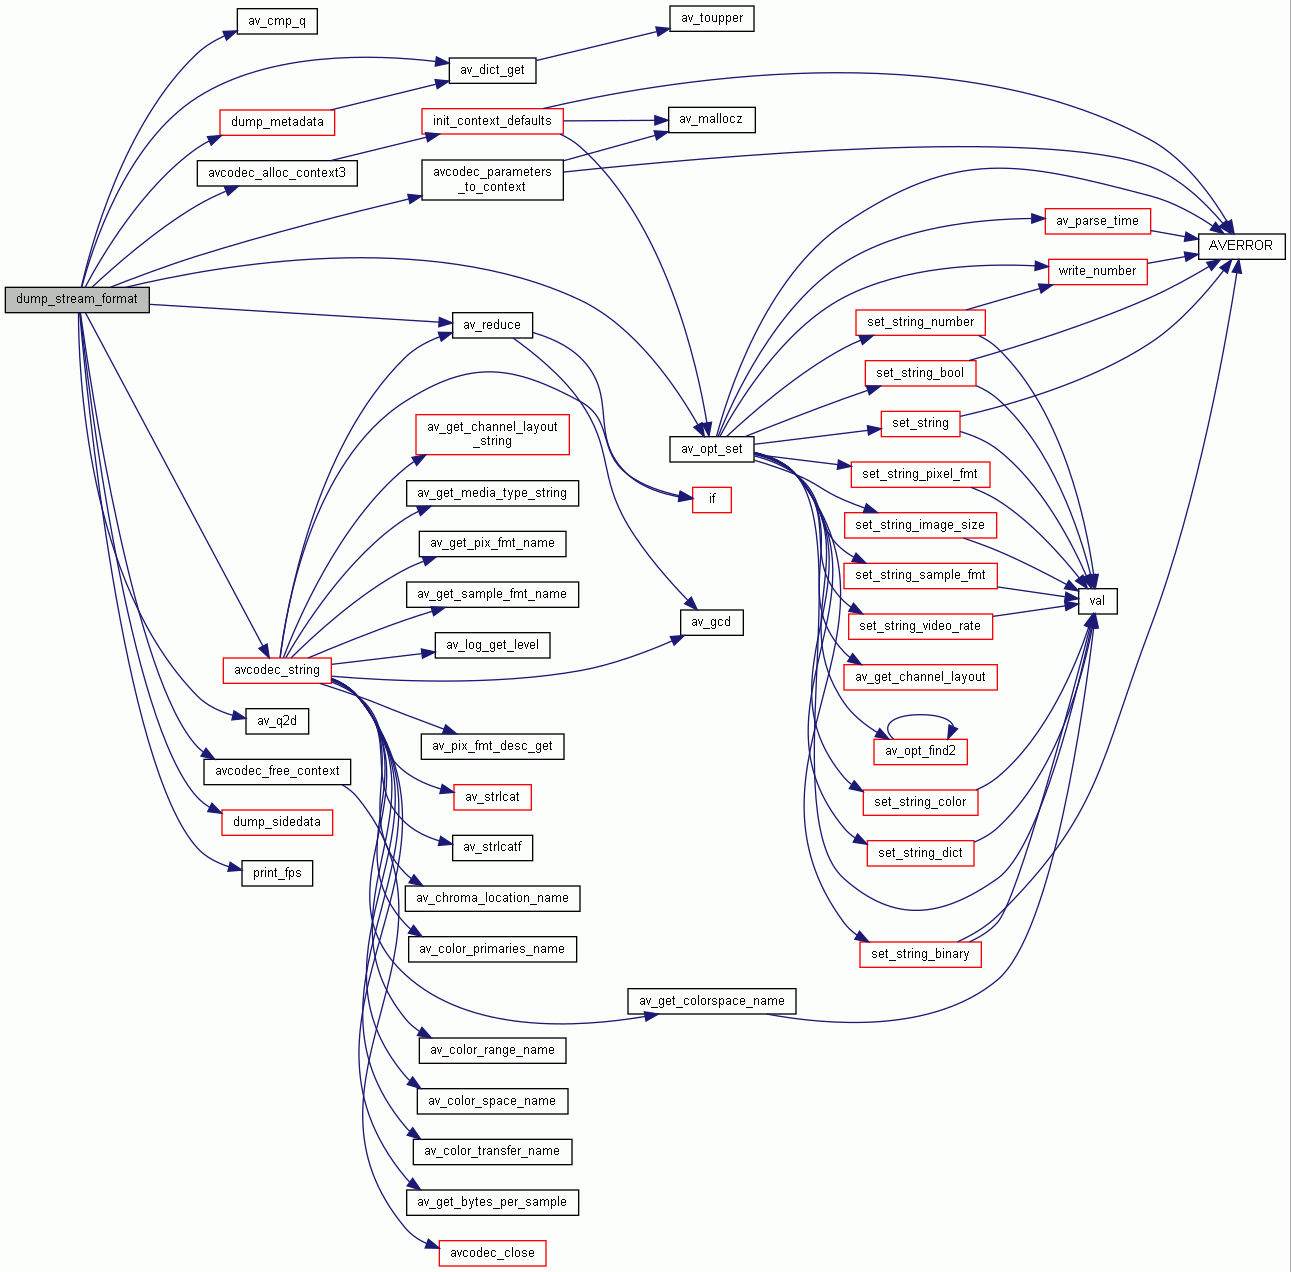 dump_stream_format
av_cmp_q
dump_metadata
avcodec_alloc_context3
avcodec_string
av_q2d
avcodec_free_context
dump_sidedata
print_fps
av_dict_get
init_context_defaults
avcodec_parameters
_to_context
av_reduce
av_get_channel_layout
_string
av_get_media_type_string
av_get_pix_fmt_name
av_get_sample_fmt_name
av_log_get_level
av_pix_fmt_desc_get
av_strlcat
av_strlcatf
av_chroma_location_name
av_color_primaries_name
av_color_range_name
av_color_space_name
av_color_transfer_name
av_get_bytes_per_sample
avcodec_close
av_toupper
av_mallocz
av_opt_set
if
av_gcd
av_get_colorspace_name
av_parse_time
write_number
set_string_number
set_string_bool
set_string
set_string_pixel_fmt
set_string_image_size
set_string_sample_fmt
set_string_video_rate
av_get_channel_layout
av_opt_find2
set_string_color
set_string_dict
set_string_binary
AVERROR
val